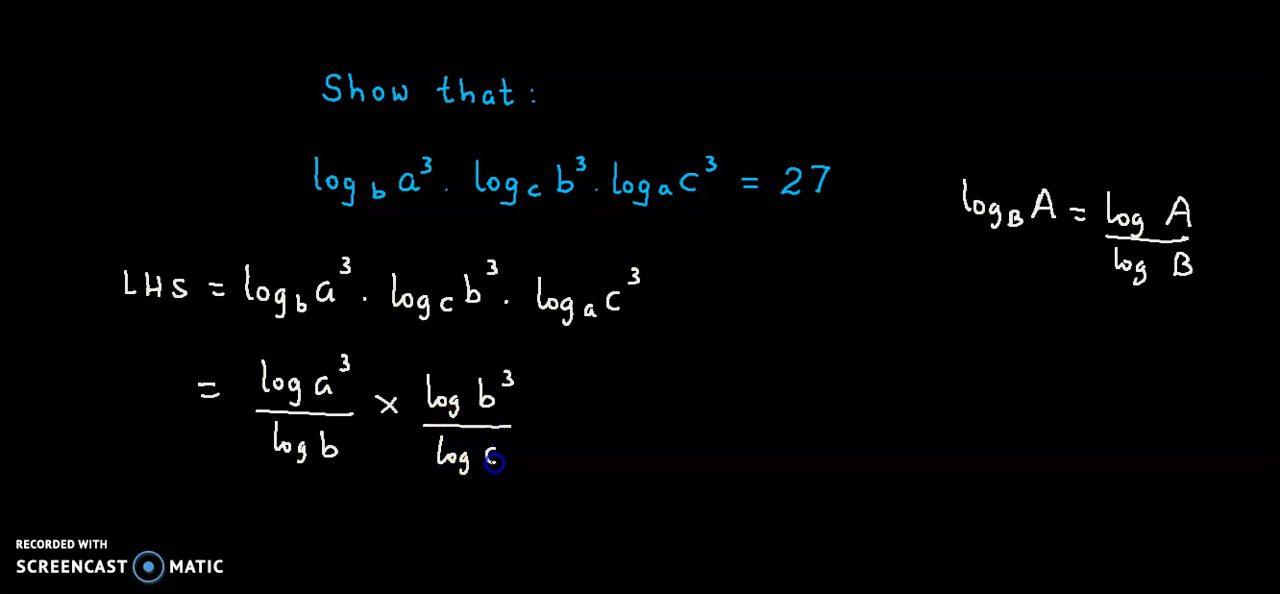 Show that:
log_b a³ . log_c b³ . log_a c³ = 27
log_B A = log A / log B
LHS = log_b a³ . log_c b³ . log_a c³
= log a³ / log b × log b³ / log c
RECORDED WITH
SCREENCAST MATIC